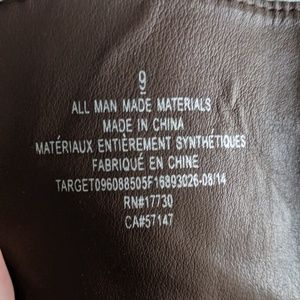 9
ALL MAN MADE MATERIALS
MADE IN CHINA
MATÉRIAUX ENTIÈREMENT SYNTHÉTIQUES
FABRIQUÉ EN CHINE
TARGET096088505F16893026-08/14
RN#17730
CA#57147